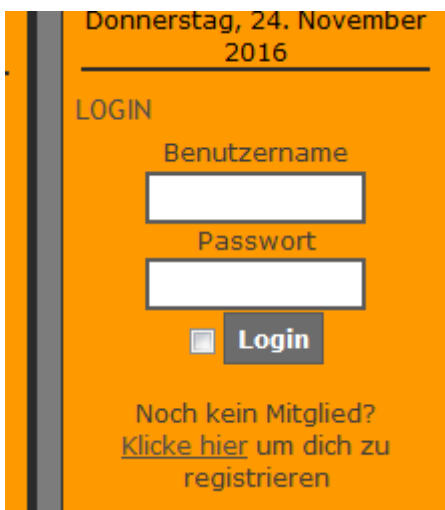 Donnerstag, 24. November
2016
LOGIN
Benutzername
Passwort
Login
Noch kein Mitglied?
Klicke hier um dich zu
registrieren